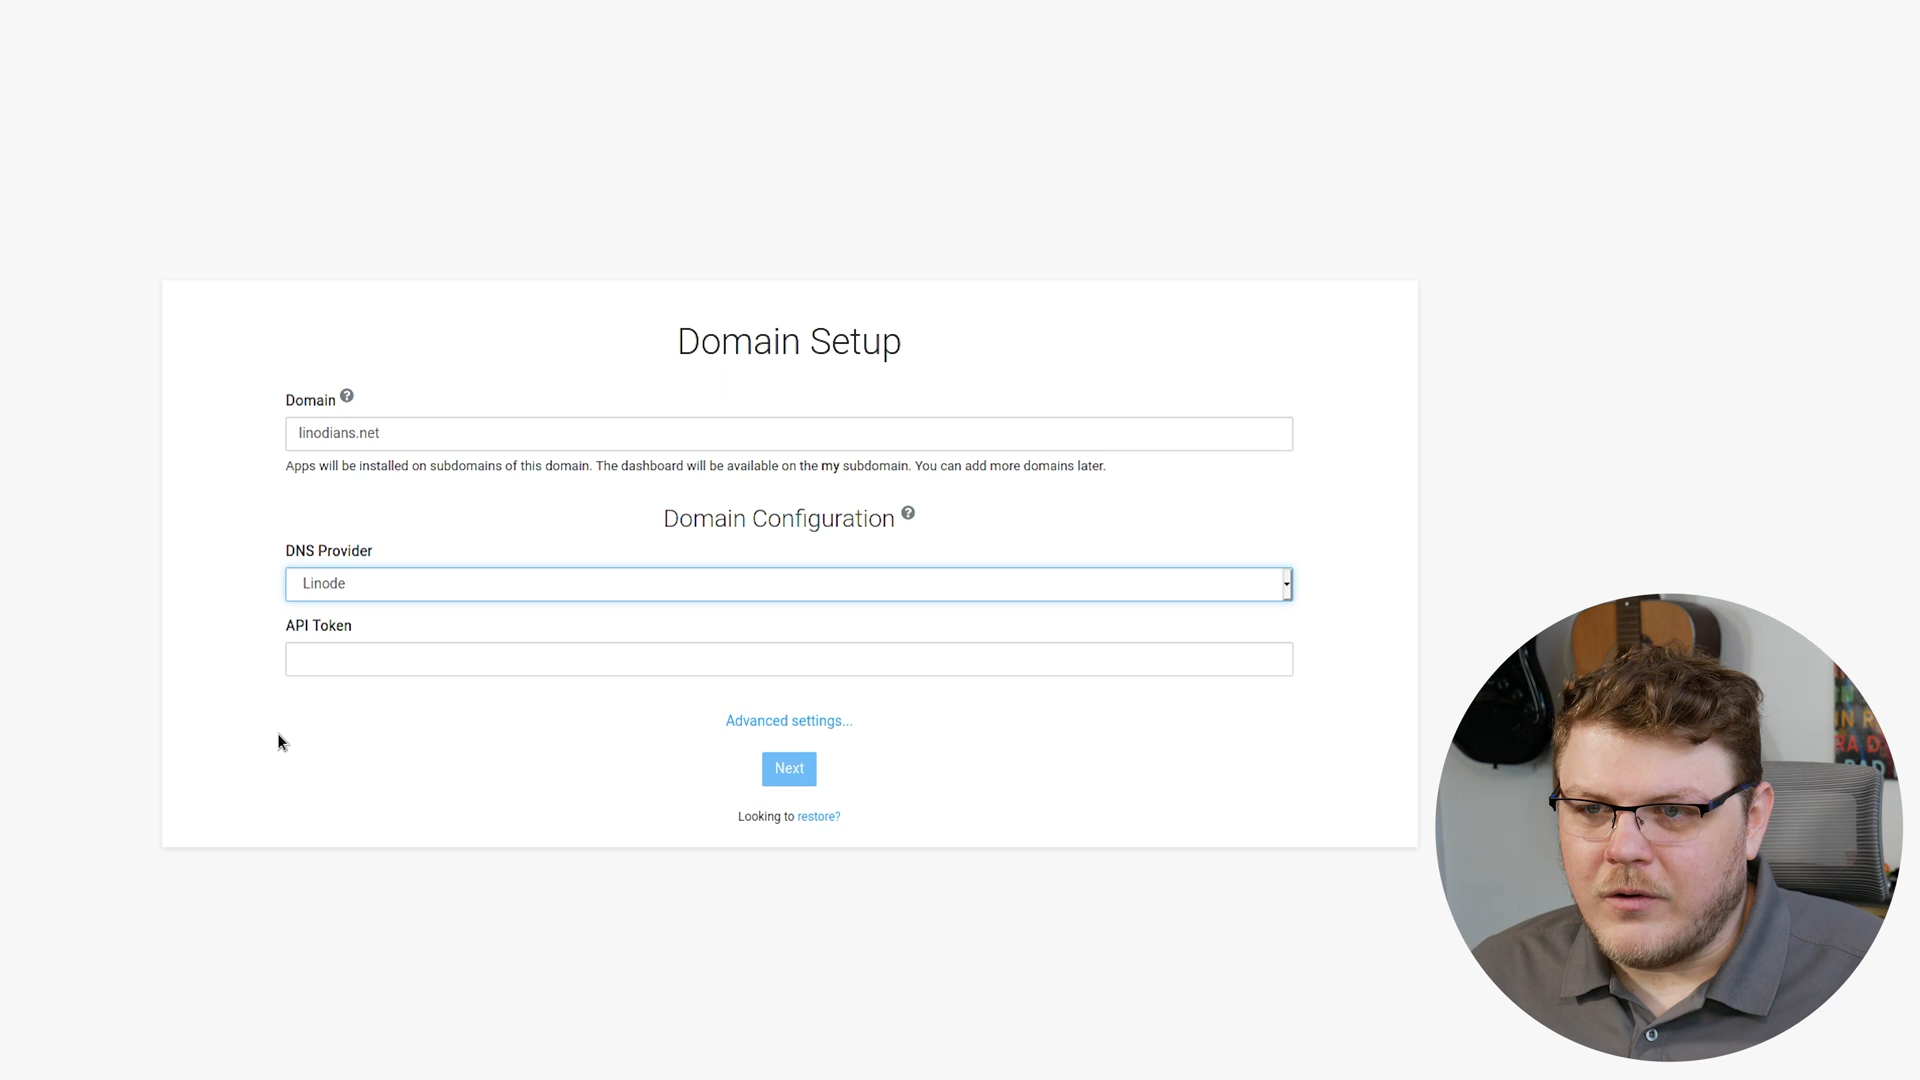 Domain Setup
Domain
linodians.net
Apps will be installed on subdomains of this domain. The dashboard will be available on the my subdomain. You can add more domains later.
Domain Configuration
DNS Provider
Linode
API Token
Advanced settings...
Next
Looking to restore?